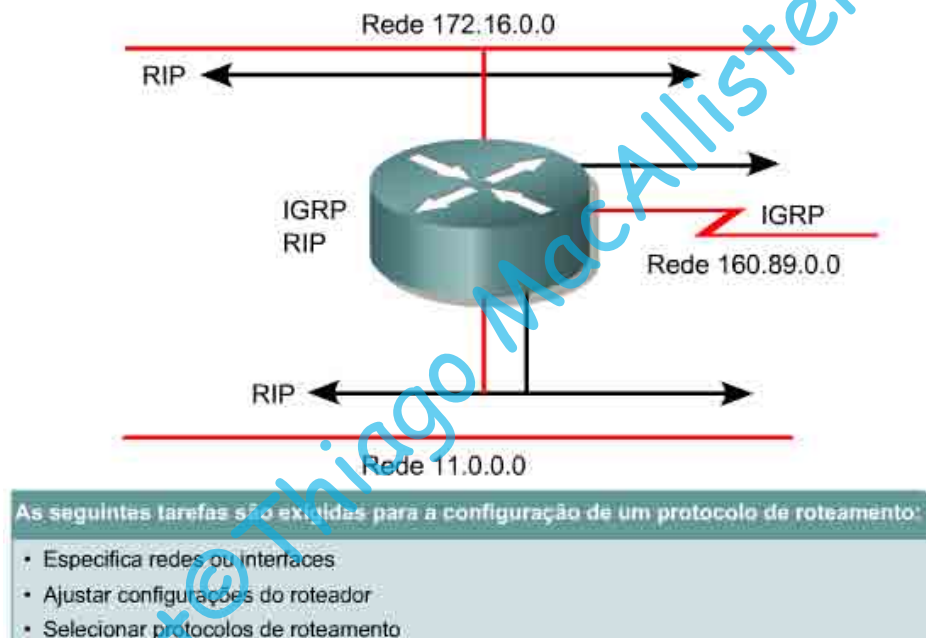 Rede 172.16.0.0
RIP
IGRP
RIP
IGRP
Rede 160.89.0.0
RIP
Rede 11.0.0.0
As seguintes tarefas são exigidas para a configuração de um protocolo de roteamento:
• Especifica redes ou interfaces
• Ajustar configurações do roteador
• Selecionar protocolos de roteamento
© Thiago MacAllister